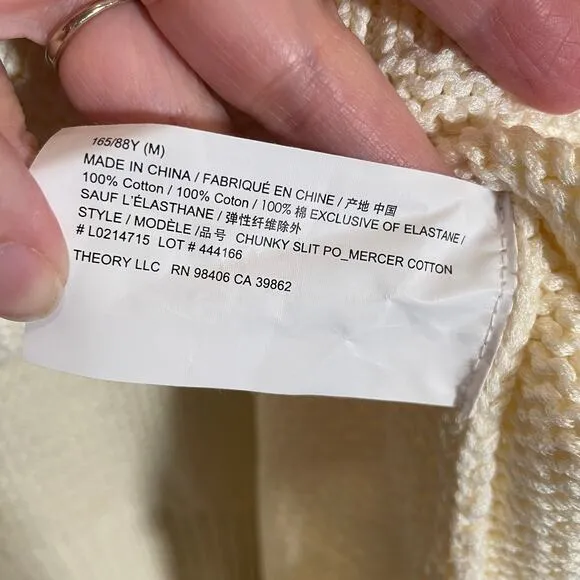 165/88Y (M)
MADE IN CHINA / FABRIQUÉ EN CHINE / 产地 中国
100% Cotton / 100% Coton / 100% 棉 EXCLUSIVE OF ELASTANE /
SAUF L'ÉLASTHANE / 弹性纤维除外
STYLE / MODÈLE /品号 CHUNKY SLIT PO_MERCER COTTON
# L0214715 LOT # 444166
THEORY LLC RN 98406 CA 39862